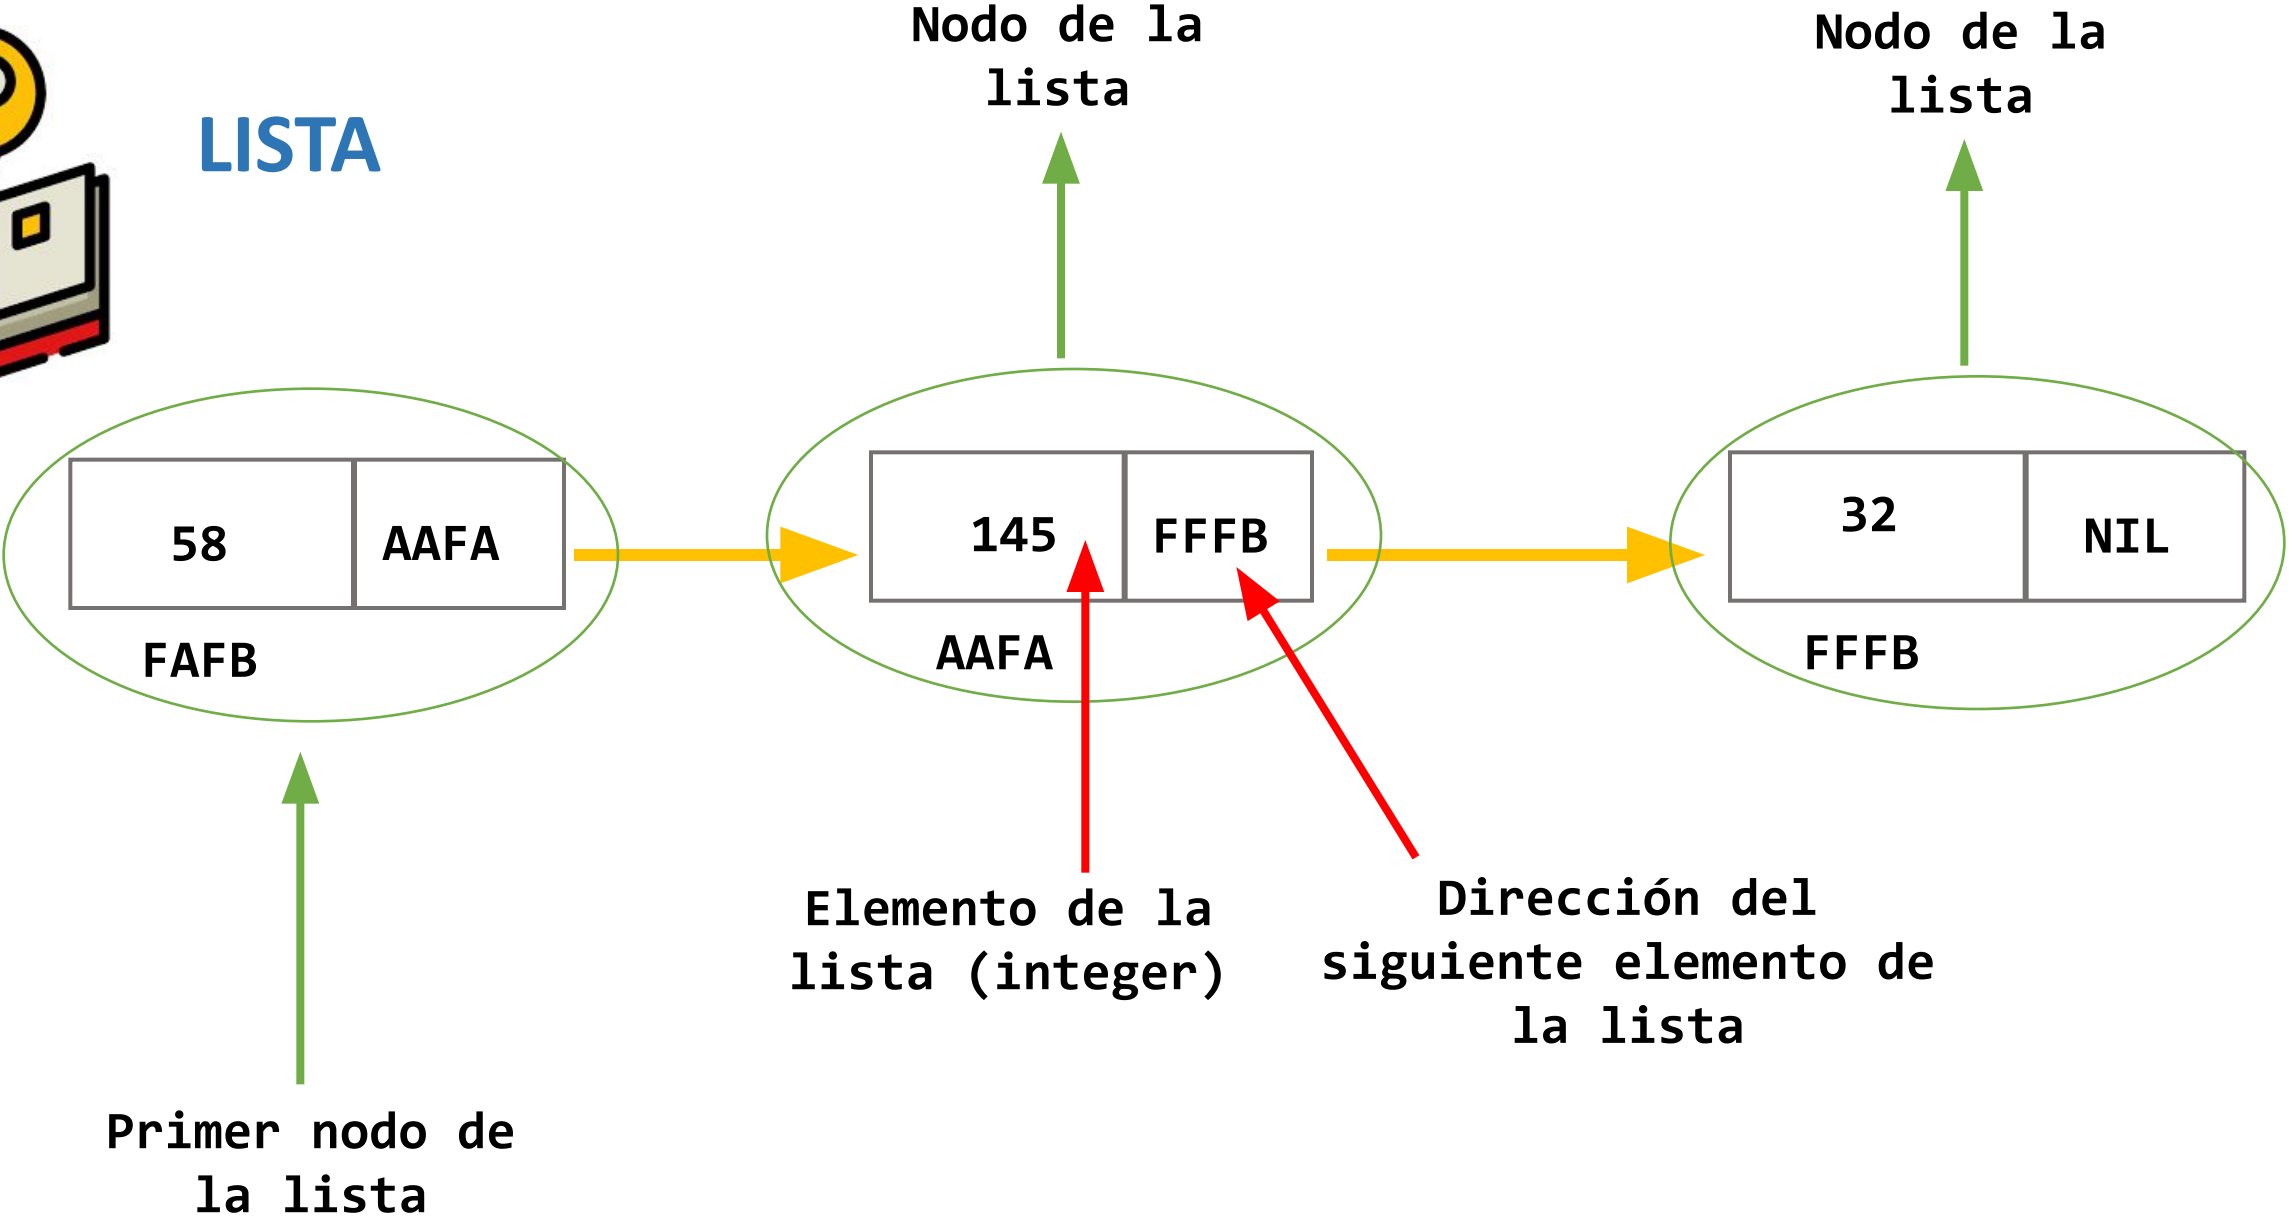 LISTA
Nodo de la
lista
Nodo de la
lista
58
AAFA
FAFB
145
FFFB
AAFA
32
NIL
FFFB
Elemento de la
lista (integer)
Dirección del
siguiente elemento de
la lista
Primer nodo de
la lista